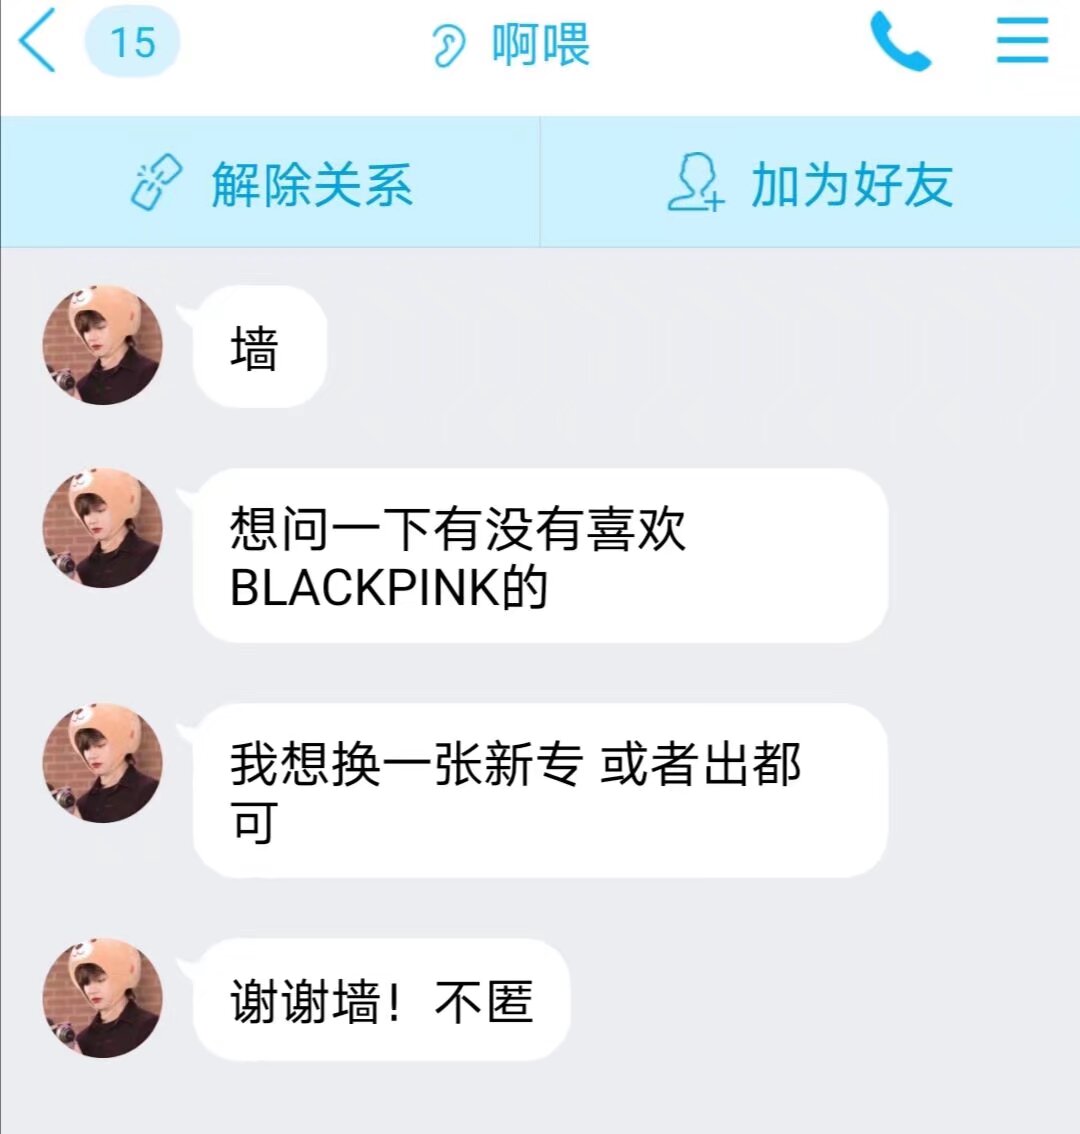 15
啊喂
解除关系
加为好友
墙
想问一下有没有喜欢
BLACKPINK的
我想换一张新专 或者出都
可
谢谢墙！不匿